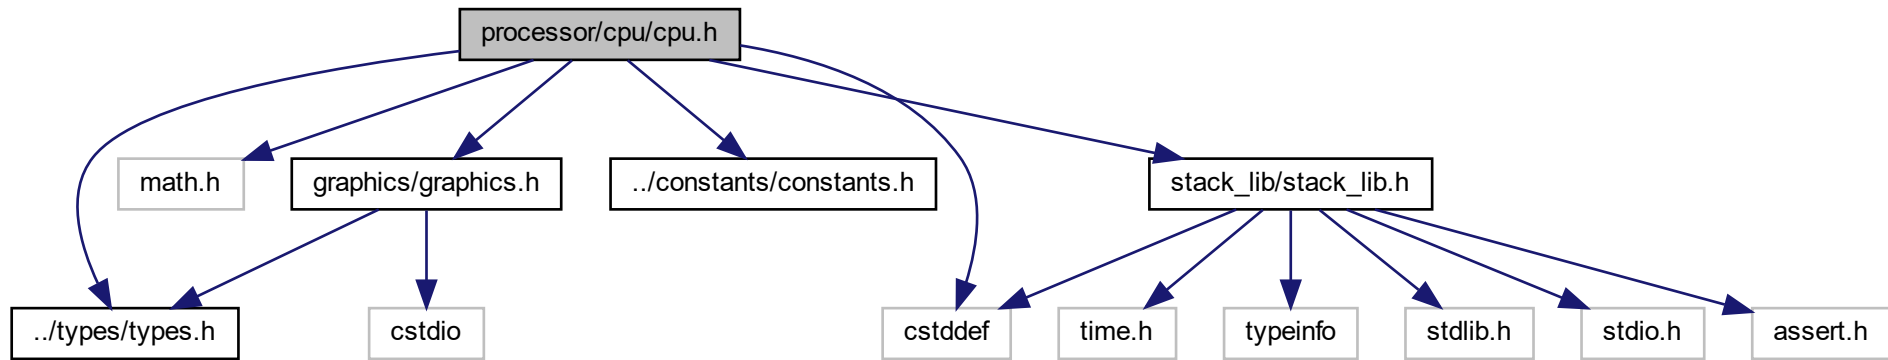 processor/cpu/cpu.h
math.h
graphics/graphics.h
../constants/constants.h
stack_lib/stack_lib.h
../types/types.h
cstdio
cstddef
time.h
typeinfo
stdlib.h
stdio.h
assert.h